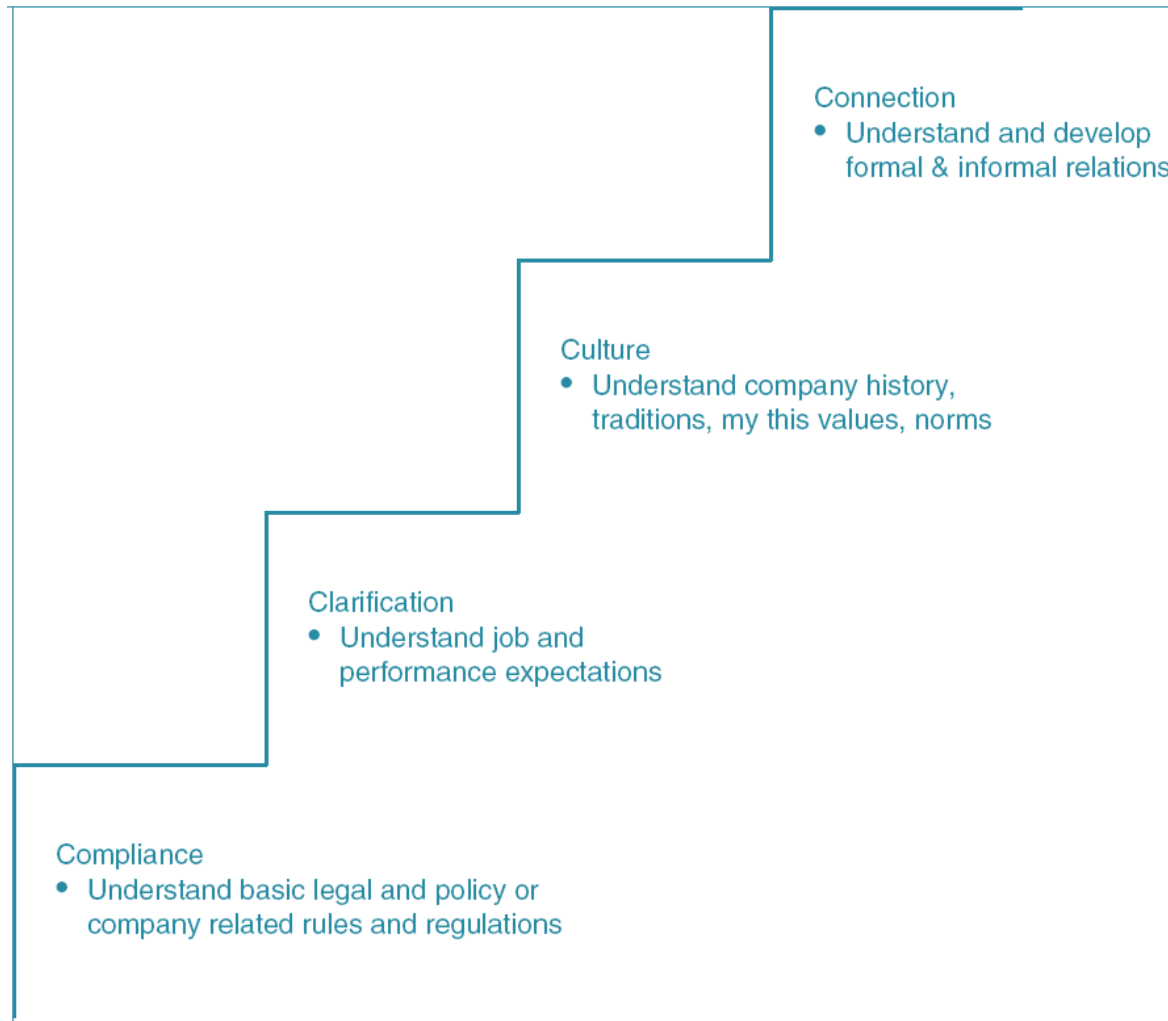 Connection
• Understand and develop
formal & informal relations
Culture
• Understand company history,
traditions, my this values, norms
Clarification
• Understand job and
performance expectations
Compliance
• Understand basic legal and policy or
company related rules and regulations